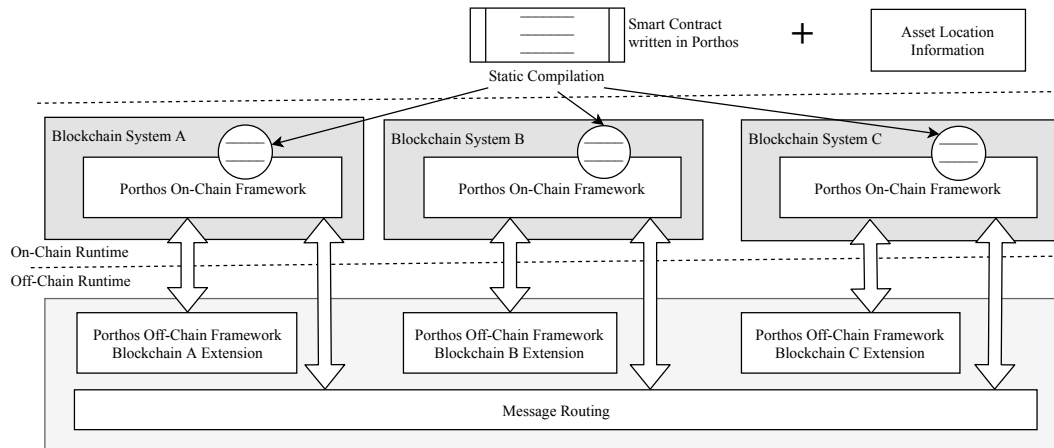 Smart Contract
written in Porthos
+
Asset Location
Information
Static Compilation
Blockchain System A
Blockchain System B
Blockchain System C
Porthos On-Chain Framework
Porthos On-Chain Framework
Porthos On-Chain Framework
On-Chain Runtime
Off-Chain Runtime
Porthos Off-Chain Framework
Blockchain A Extension
Porthos Off-Chain Framework
Blockchain B Extension
Porthos Off-Chain Framework
Blockchain C Extension
Message Routing